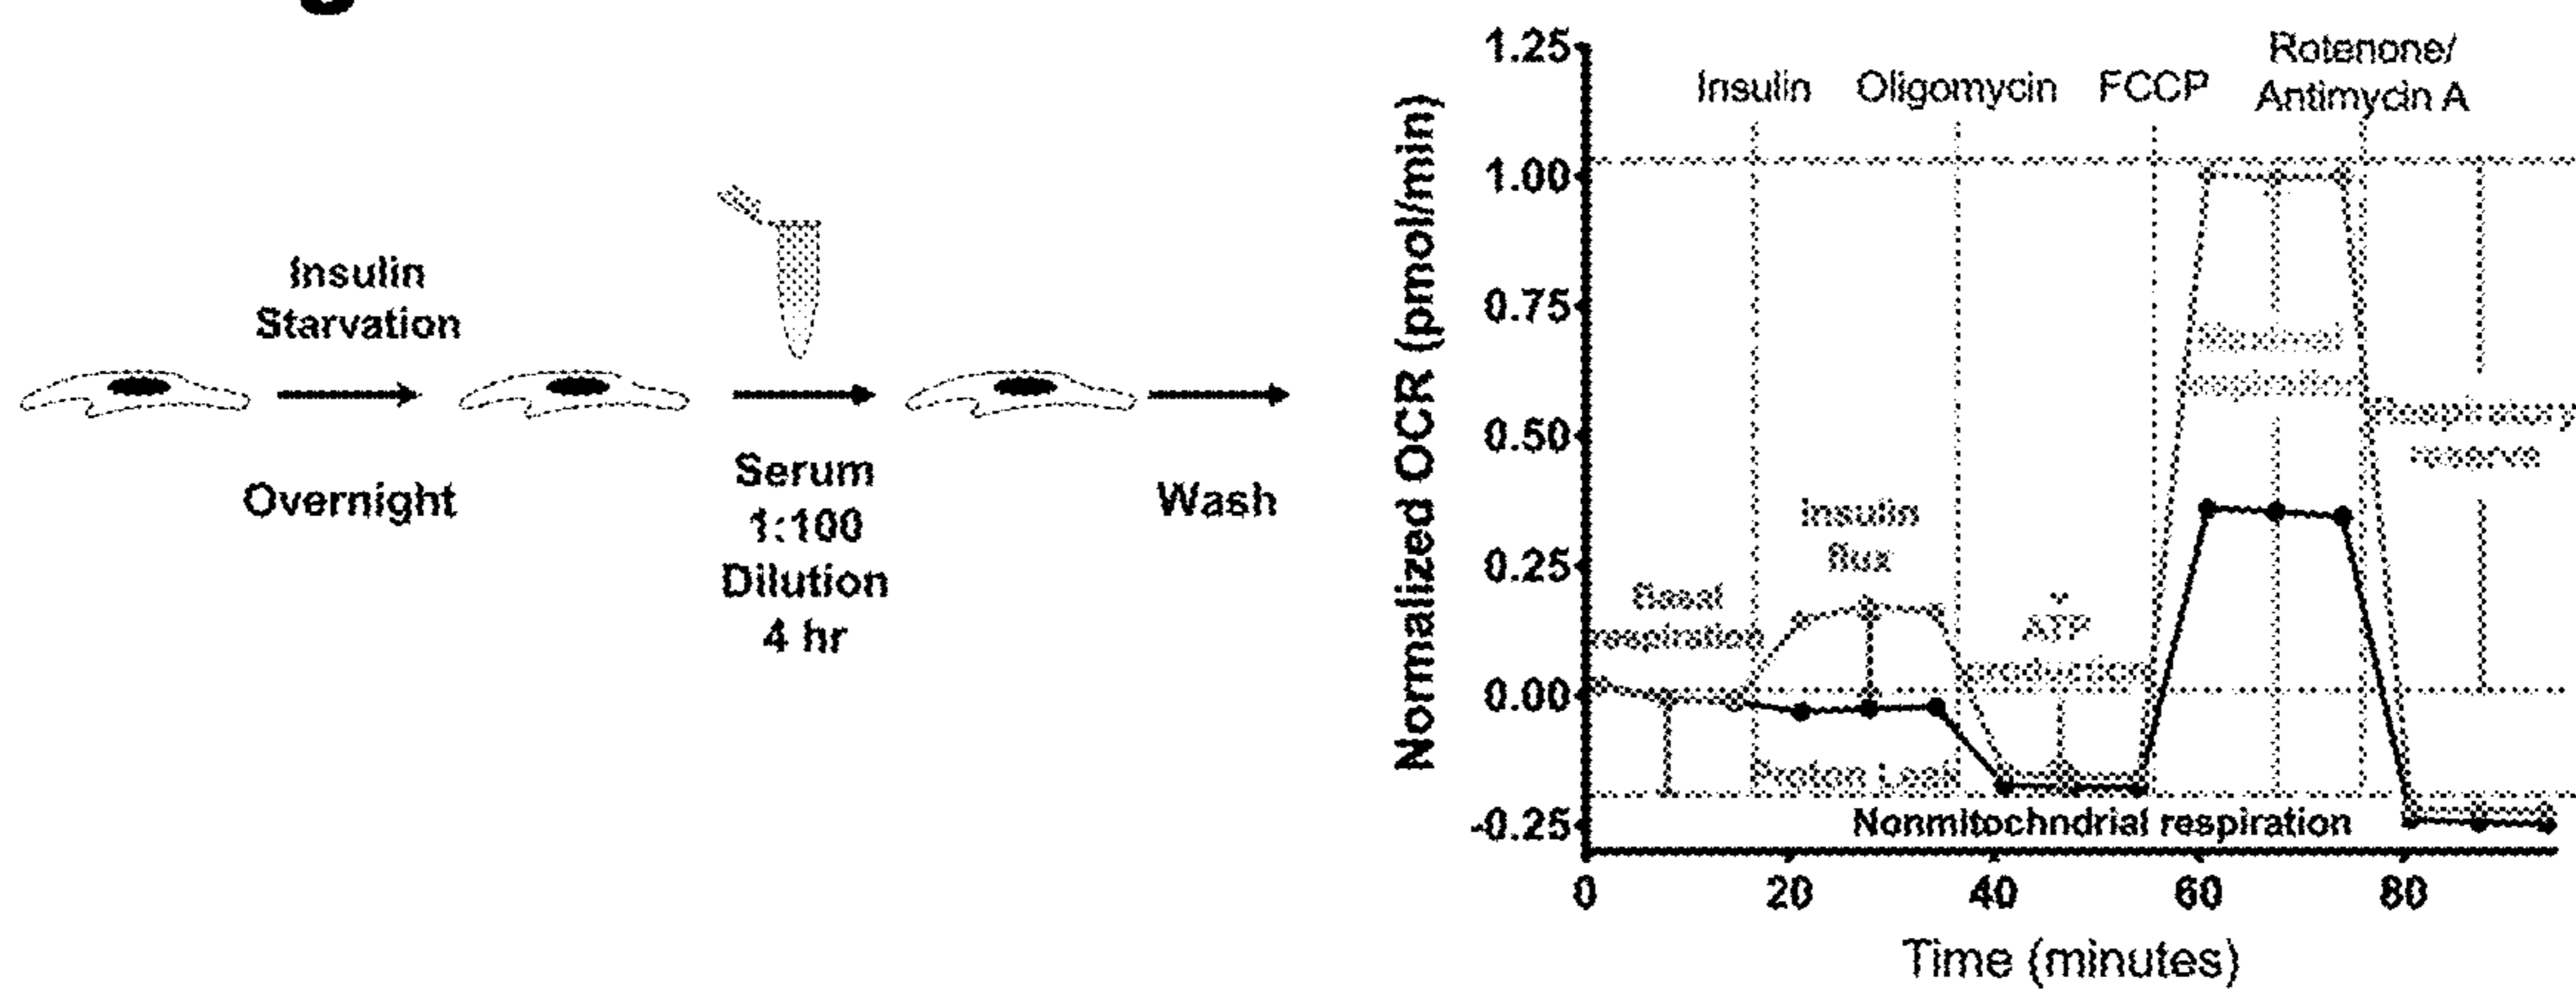 Insulin
Starvation
Overnight
Serum
1:100
Dilution
4 hr
Wash
Normalized OCR (pmol/min)
1.25
1.00
0.75
0.50
0.25
0.00
-0.25
Insulin
Oligomycin
FCCP
Rotenone/
Antimycin A
Basal
respiration
Insulin
flux
Proton Leak
ATP
production
Maximal
respiration
Respiratory
reserve
Nonmitochndrial respiration
0
20
40
60
80
Time (minutes)